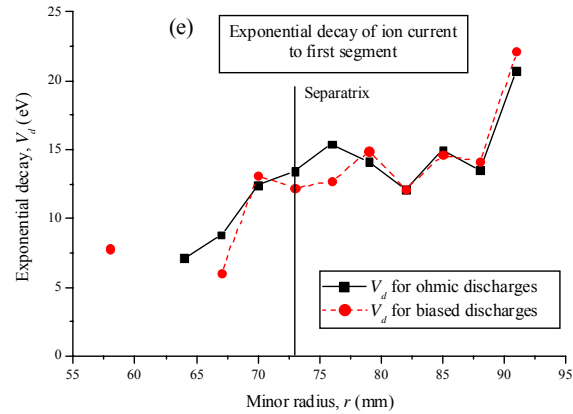 (e)
Exponential decay of ion current
to first segment
Separatrix
Exponential decay, V_d (eV)
25
20
15
10
5
0
V_d for ohmic discharges
V_d for biased discharges
55 60 65 70 75 80 85 90 95
Minor radius, r (mm)